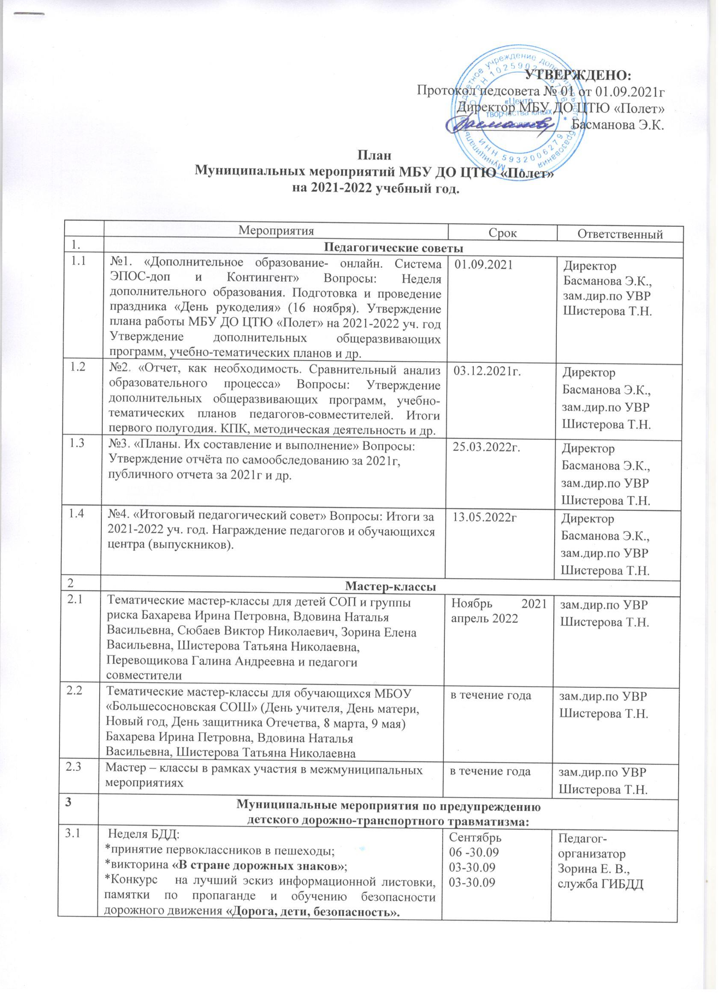 УТВЕРЖДЕНО:
Протокол педсовета № 01 от 01.09.2021г
Директор МБУ ДО ЦТЮ «Полет»
Басманова Э.К.
«Центр
творчества юных
ИНН 5932006279
План
Муниципальных мероприятий МБУ ДО ЦТЮ «Полет»
на 2021-2022 учебный год.
Мероприятия Срок Ответственный
1. Педагогические советы
1.1 №1. «Дополнительное образование- онлайн. Система
ЭПОС-доп и Контингент» Вопросы: Неделя
дополнительного образования. Подготовка и проведение
праздника «День рукоделия» (16 ноября). Утверждение
плана работы МБУ ДО ЦТЮ «Полет» на 2021-2022 уч. год
Утверждение дополнительных общеразвивающих
программ, учебно-тематических планов и др.
01.09.2021
Директор
Басманова Э.К.,
зам.дир.по УВР
Шистерова Т.Н.
1.2 №2. «Отчет, как необходимость. Сравнительный анализ
образовательного процесса» Вопросы: Утверждение
дополнительных общеразвивающих программ, учебно-
тематических планов педагогов-совместителей. Итоги
первого полугодия. КПК, методическая деятельность и др.
03.12.2021г.
Директор
Басманова Э.К.,
зам.дир.по УВР
Шистерова Т.Н.
1.3 №3. «Планы. Их составление и выполнение» Вопросы:
Утверждение отчёта по самообследованию за 2021г,
публичного отчета за 2021г и др.
25.03.2022г.
Директор
Басманова Э.К.,
зам.дир.по УВР
Шистерова Т.Н.
1.4 №4. «Итоговый педагогический совет» Вопросы: Итоги за
2021-2022 уч. год. Награждение педагогов и обучающихся
центра (выпускников).
13.05.2022г
Директор
Басманова Э.К.,
зам.дир.по УВР
Шистерова Т.Н.
2 Мастер-классы
2.1 Тематические мастер-классы для детей СОП и группы
риска Бахарева Ирина Петровна, Вдовина Наталья
Васильевна, Сюбаев Виктор Николаевич, Зорина Елена
Васильевна, Шистерова Татьяна Николаевна,
Перевощикова Галина Андреевна и педагоги
совместители
Ноябрь 2021
апрель 2022
зам.дир.по УВР
Шистерова Т.Н.
2.2 Тематические мастер-классы для обучающихся МБОУ
«Большесосновская СОШ» (День учителя, День матери,
Новый год, День защитника Отечетва, 8 марта, 9 мая)
Бахарева Ирина Петровна, Вдовина Наталья
Васильевна, Шистерова Татьяна Николаевна
в течение года
зам.дир.по УВР
Шистерова Т.Н.
2.3 Мастер – классы в рамках участия в межмуниципальных
мероприятиях
в течение года
зам.дир.по УВР
Шистерова Т.Н.
3 Муниципальные мероприятия по предупреждению
детского дорожно-транспортного травматизма:
3.1 Неделя БДД:
*принятие первоклассников в пешеходы;
*викторина «В стране дорожных знаков»;
*Конкурс на лучший эскиз информационной листовки,
памятки по пропаганде и обучению безопасности
дорожного движения «Дорога, дети, безопасность».
Сентябрь
06 -30.09
03-30.09
03-30.09
Педагог-
организатор
Зорина Е. В.,
служба ГИБДД